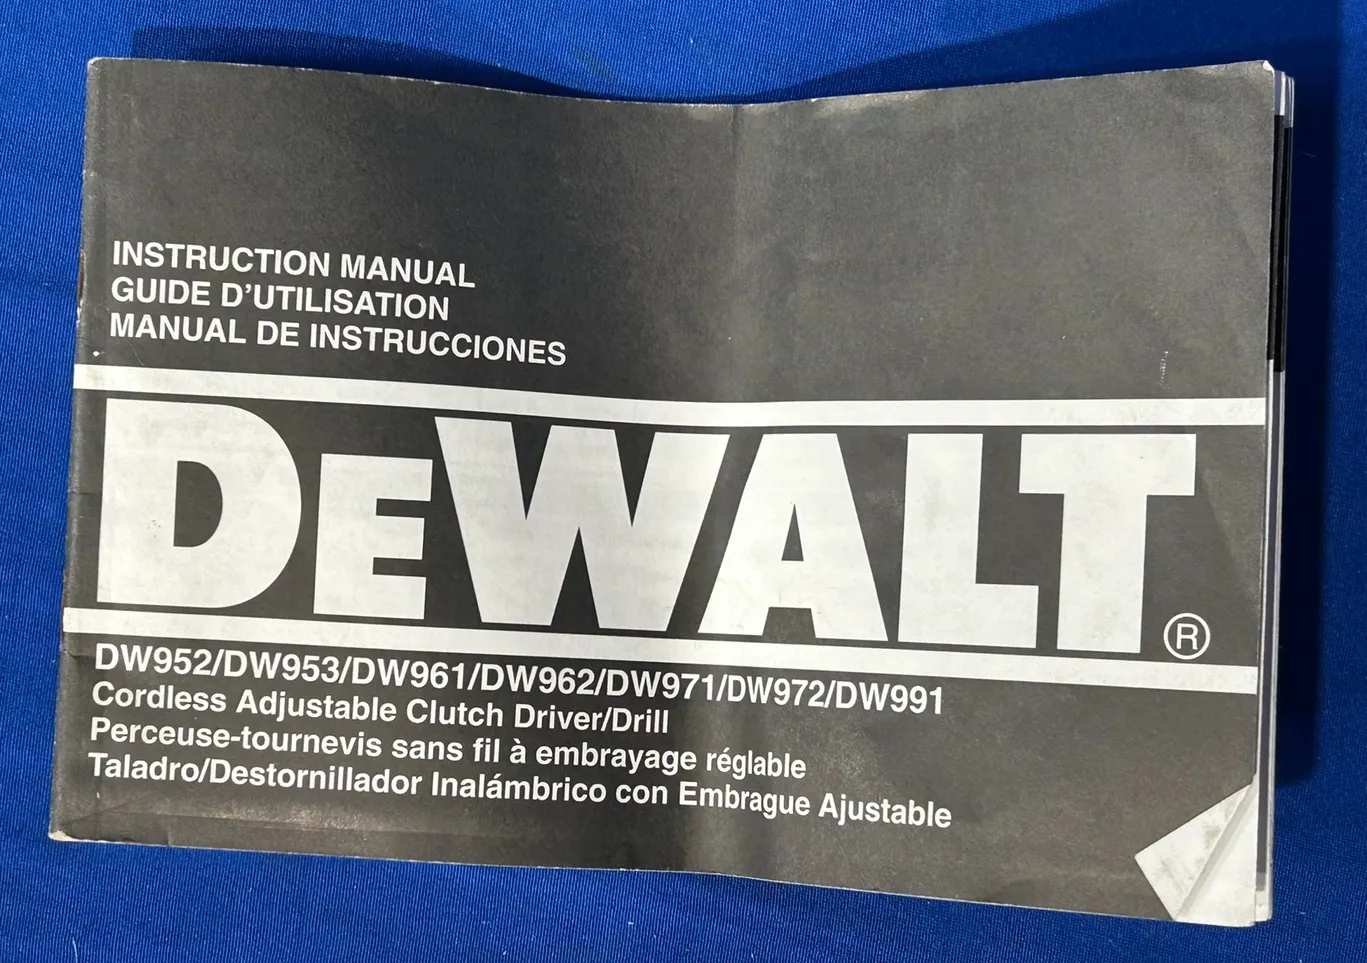 INSTRUCTION MANUAL
GUIDE D'UTILISATION
MANUAL DE INSTRUCCIONES
DEWALT®
DW952/DW953/DW961/DW962/DW971/DW972/DW991
Cordless Adjustable Clutch Driver/Drill
Perceuse-tournevis sans fil à embrayage réglable
Taladro/Destornillador Inalámbrico con Embrague Ajustable